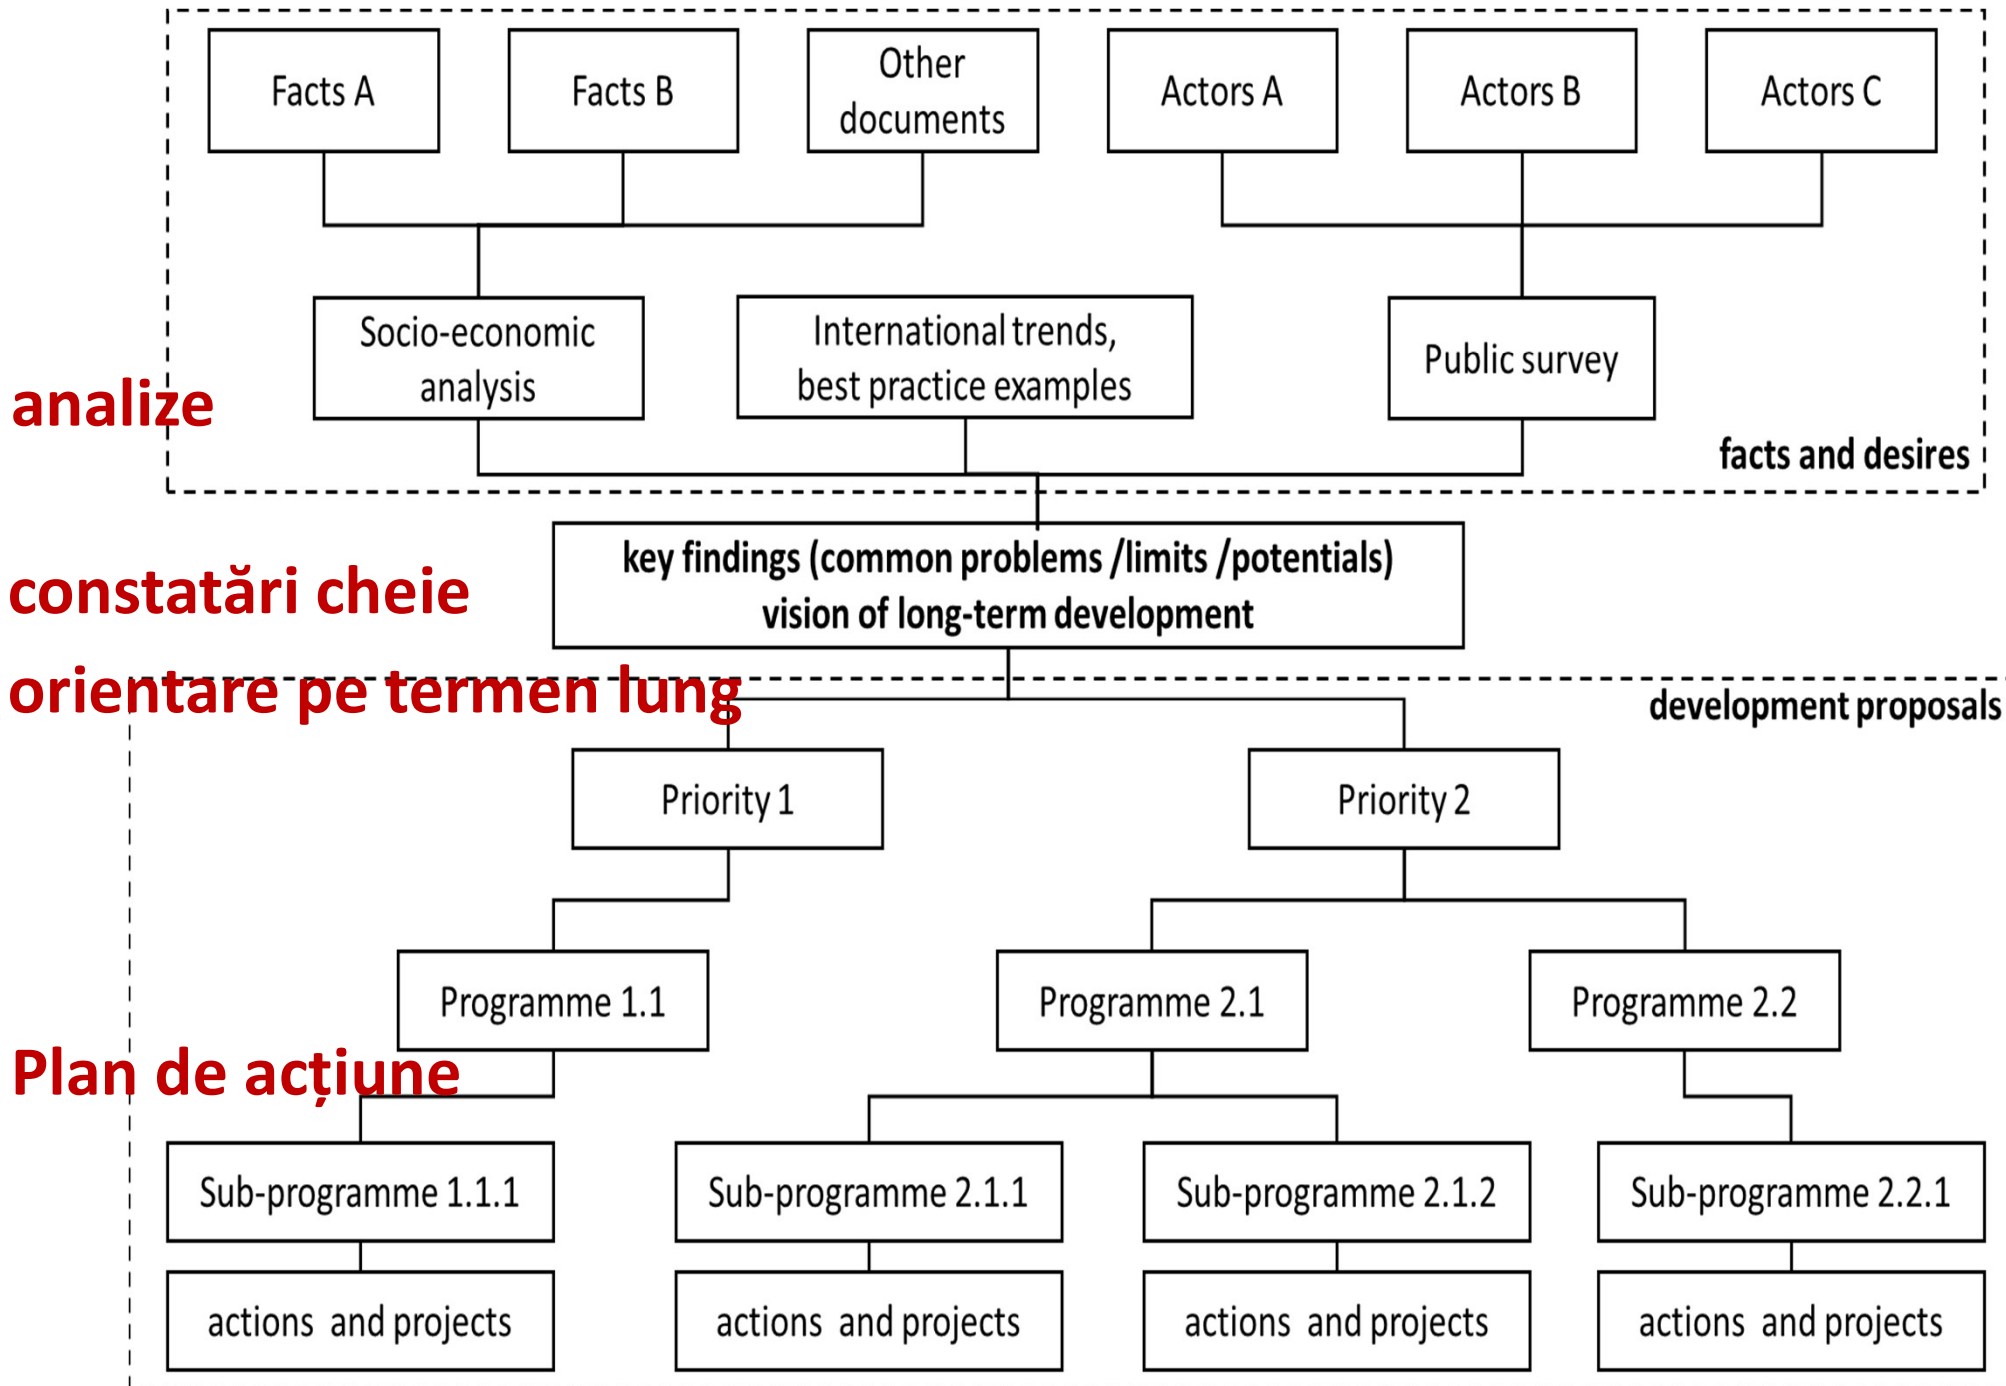 Facts A
Facts B
Other
documents
Actors A
Actors B
Actors C
Socio-economic
analysis
International trends,
best practice examples
Public survey
analize
facts and desires
key findings (common problems /limits /potentials)
vision of long-term development
constatări cheie
orientare pe termen lung
development proposals
Priority 1
Priority 2
Programme 1.1
Programme 2.1
Programme 2.2
Plan de acțiune
Sub-programme 1.1.1
Sub-programme 2.1.1
Sub-programme 2.1.2
Sub-programme 2.2.1
actions and projects
actions and projects
actions and projects
actions and projects